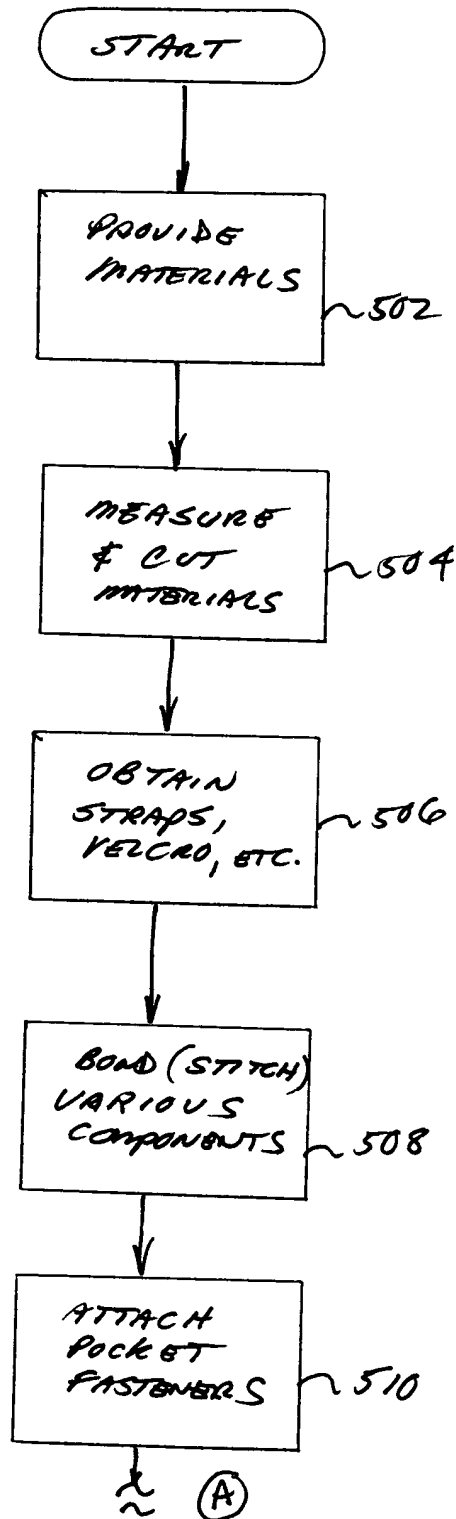 START
PROVIDE
MATERIALS
502
MEASURE
& CUT
MATERIALS
504
OBTAIN
STRAPS,
VELCRO, ETC.
506
BOND (STITCH)
VARIOUS
COMPONENTS
508
ATTACH
POCKET
FASTENERS
510
A